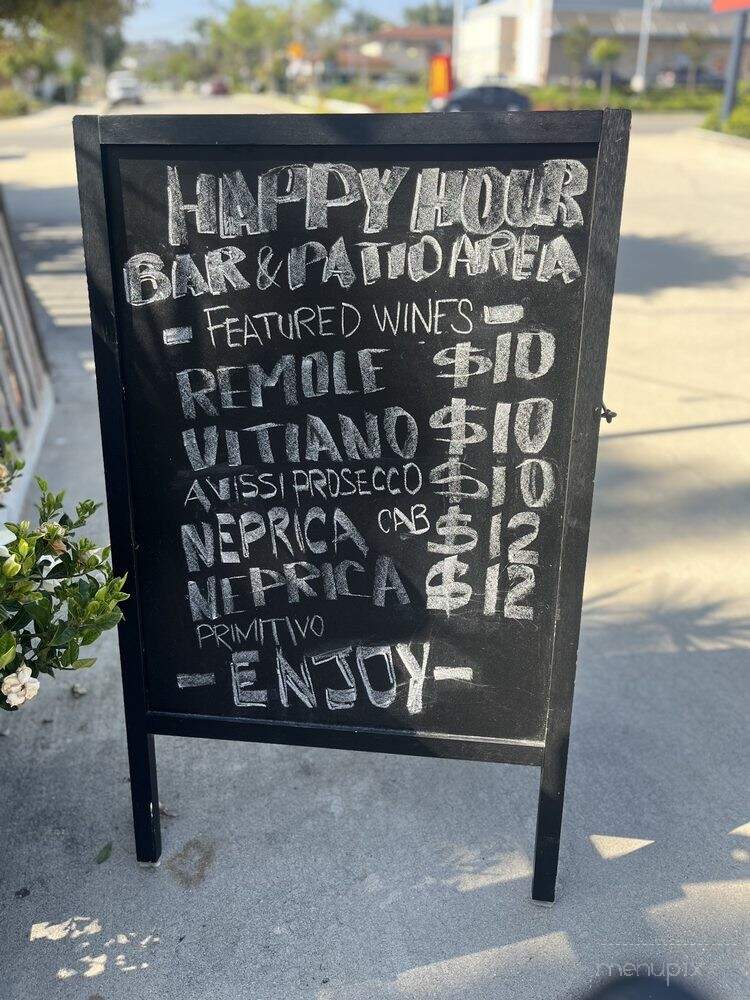 HAPPY HOUR
BAR & PATIO AREA
- FEATURED WINES -
REMOLE $10
VITIANO $10
AVISSI PROSECCO $10
NEPRICA CAB $12
NEPRICA $12
PRIMITIVO
- ENJOY -
menupix